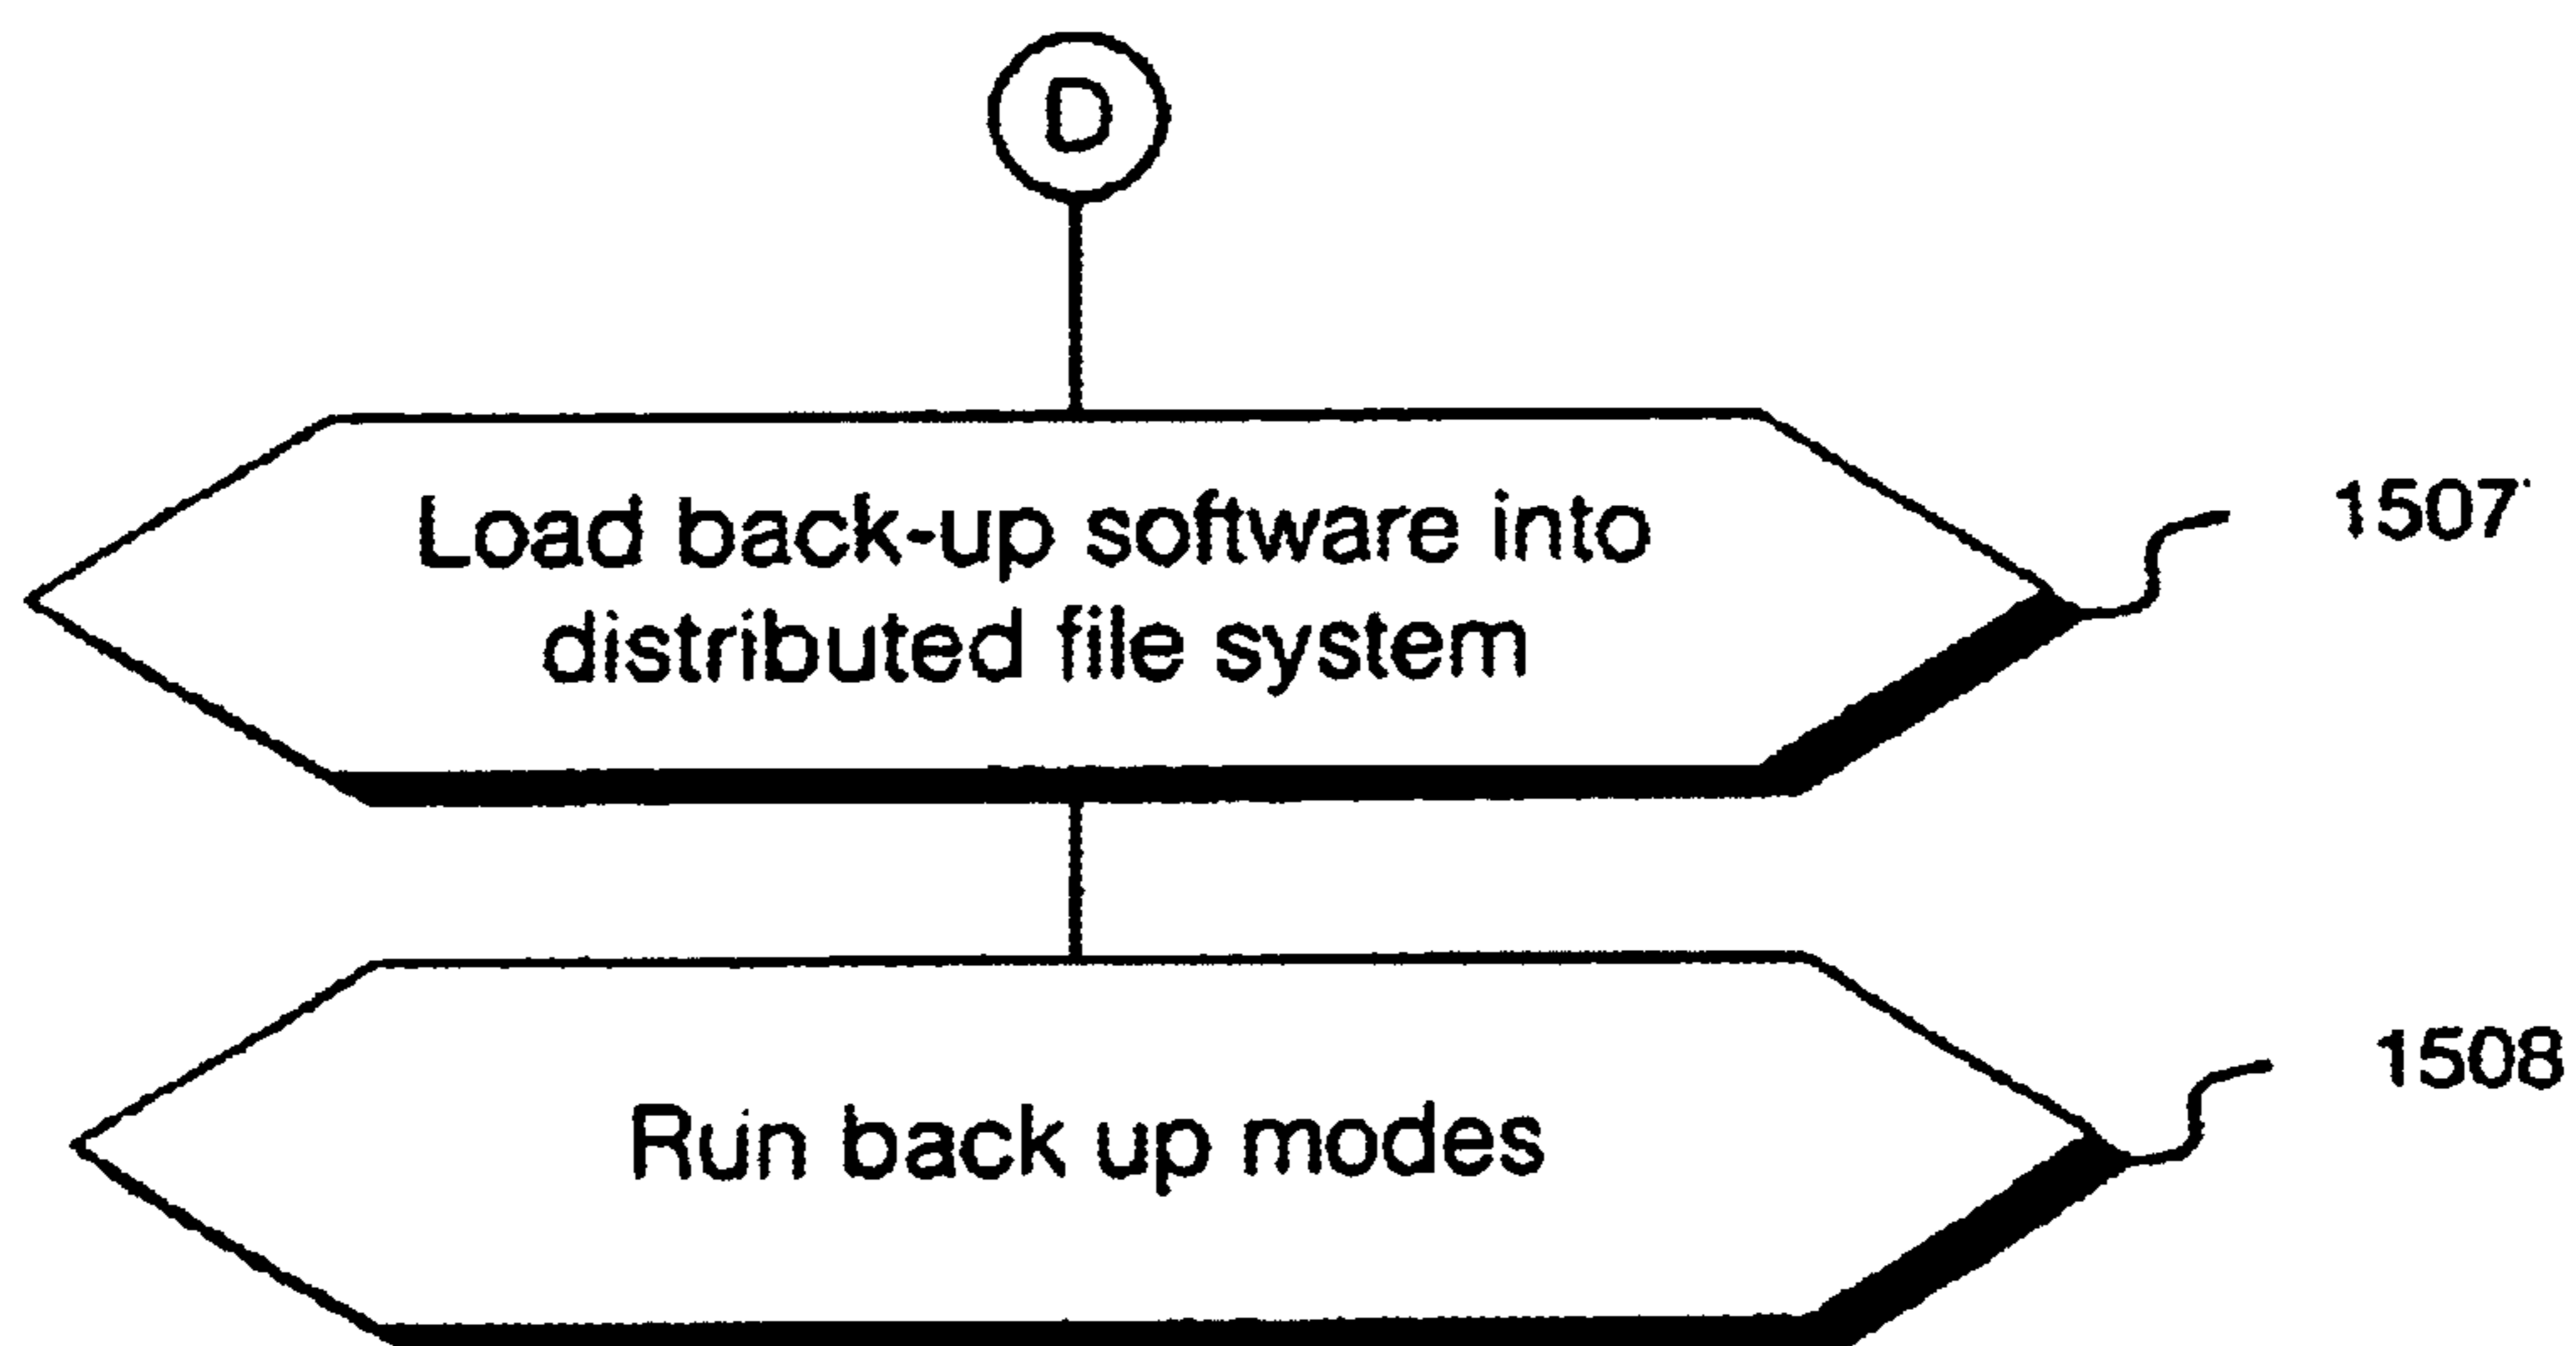 D
Load back-up software into
distributed file system
1507
Run back up modes
1508